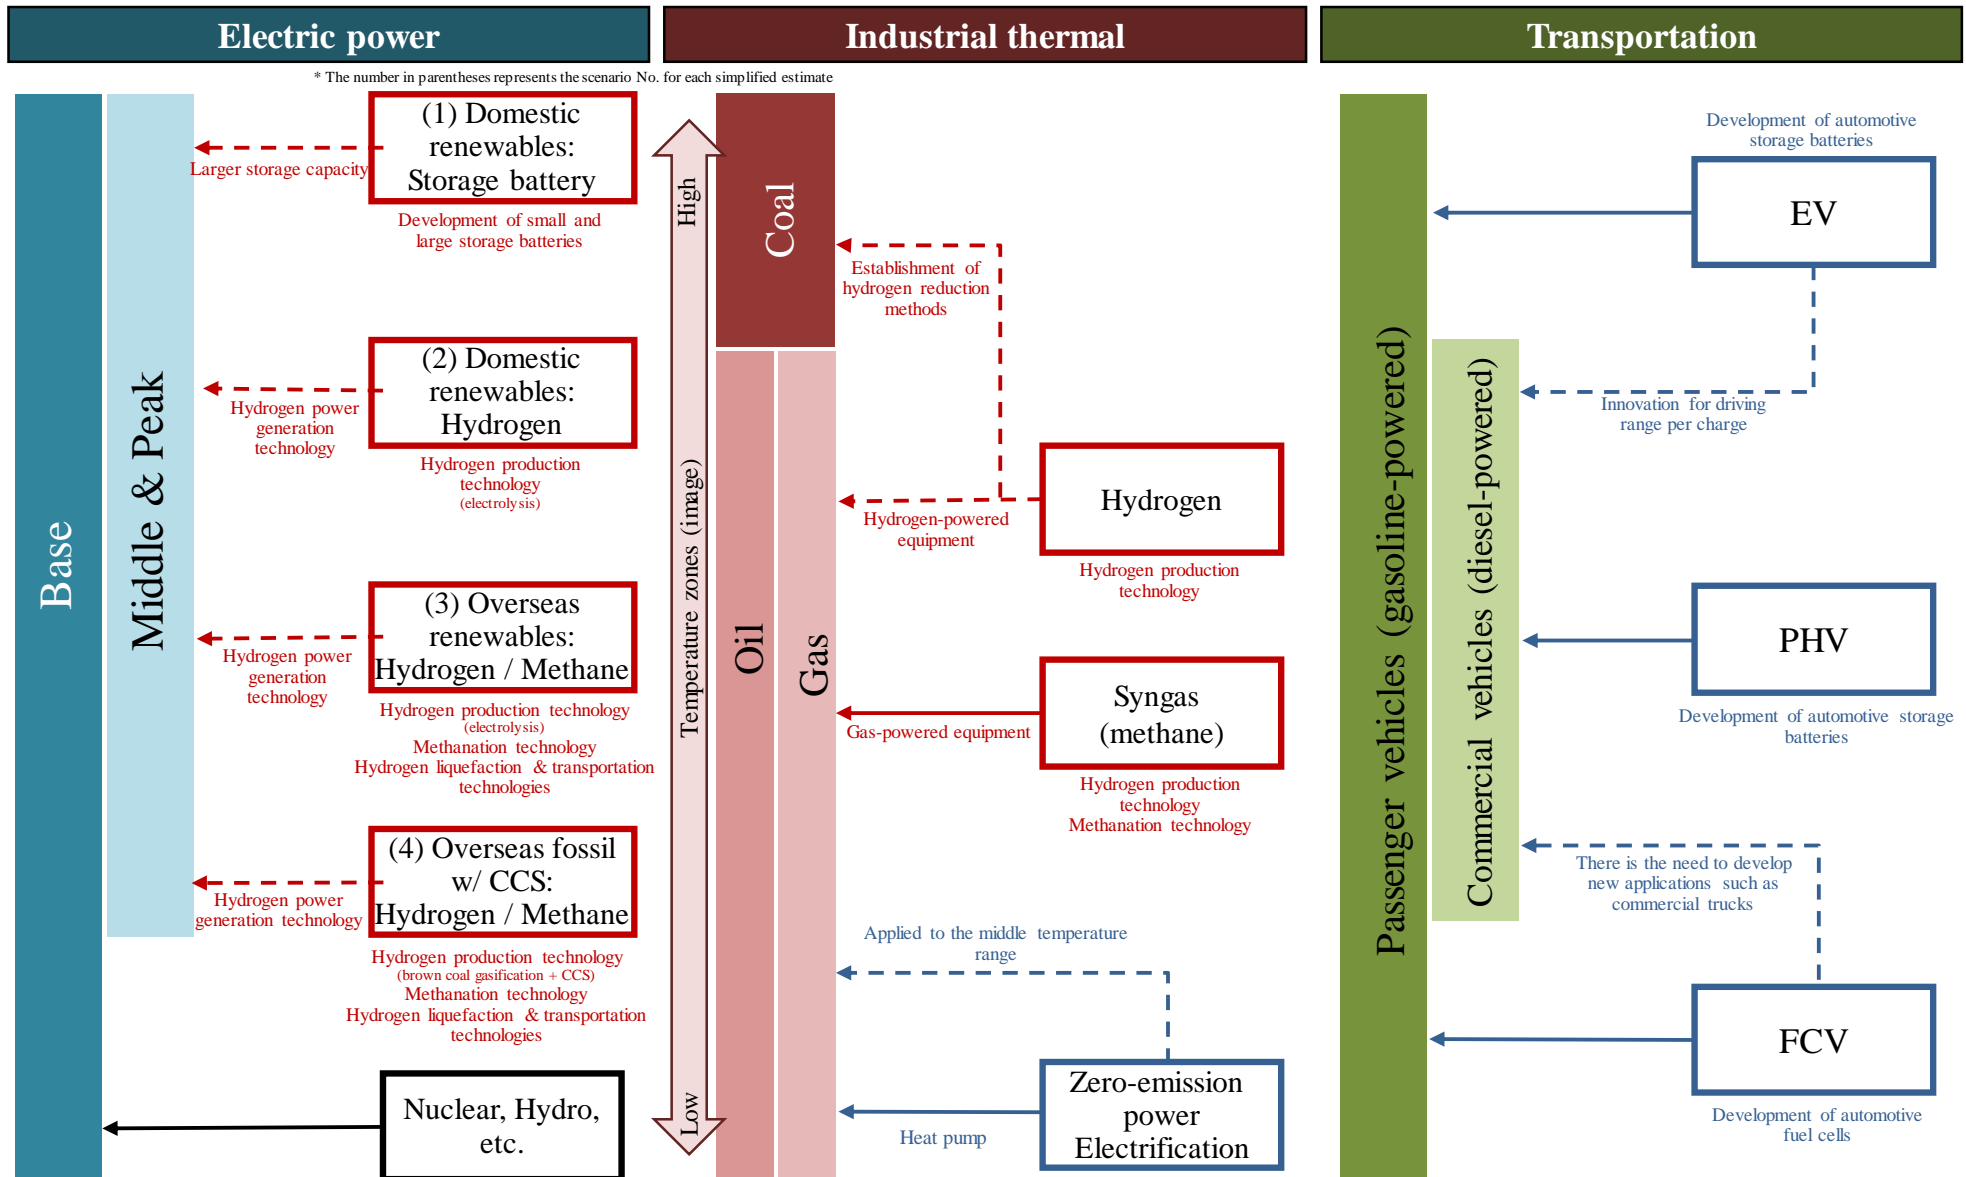 Electric power
Industrial thermal
Transportation
* The number in parentheses represents the scenario No. for each simplified estimate
Base
Middle & Peak
(1) Domestic
renewables:
Storage battery
Larger storage capacity
Development of small and
large storage batteries
(2) Domestic
renewables:
Hydrogen
Hydrogen power
generation
technology
Hydrogen production
technology
(electrolysis)
(3) Overseas
renewables:
Hydrogen / Methane
Hydrogen power
generation
technology
Hydrogen production technology
(electrolysis)
Methanation technology
Hydrogen liquefaction & transportation
technologies
(4) Overseas fossil
w/ CCS:
Hydrogen / Methane
Hydrogen power
generation technology
Hydrogen production technology
(brown coal gasification + CCS)
Methanation technology
Hydrogen liquefaction & transportation
technologies
Nuclear, Hydro,
etc.
High
Temperature zones (image)
Low
Coal
Oil
Gas
Establishment of
hydrogen reduction
methods
Hydrogen
Hydrogen-powered
equipment
Hydrogen production
technology
Syngas
(methane)
Gas-powered equipment
Hydrogen production
technology
Methanation technology
Applied to the middle temperature
range
Zero-emission
power
Electrification
Heat pump
Passenger vehicles (gasoline-powered)
Commercial vehicles (diesel-powered)
Development of automotive
storage batteries
EV
Innovation for driving
range per charge
PHV
Development of automotive storage
batteries
There is the need to develop
new applications such as
commercial trucks
FCV
Development of automotive
fuel cells